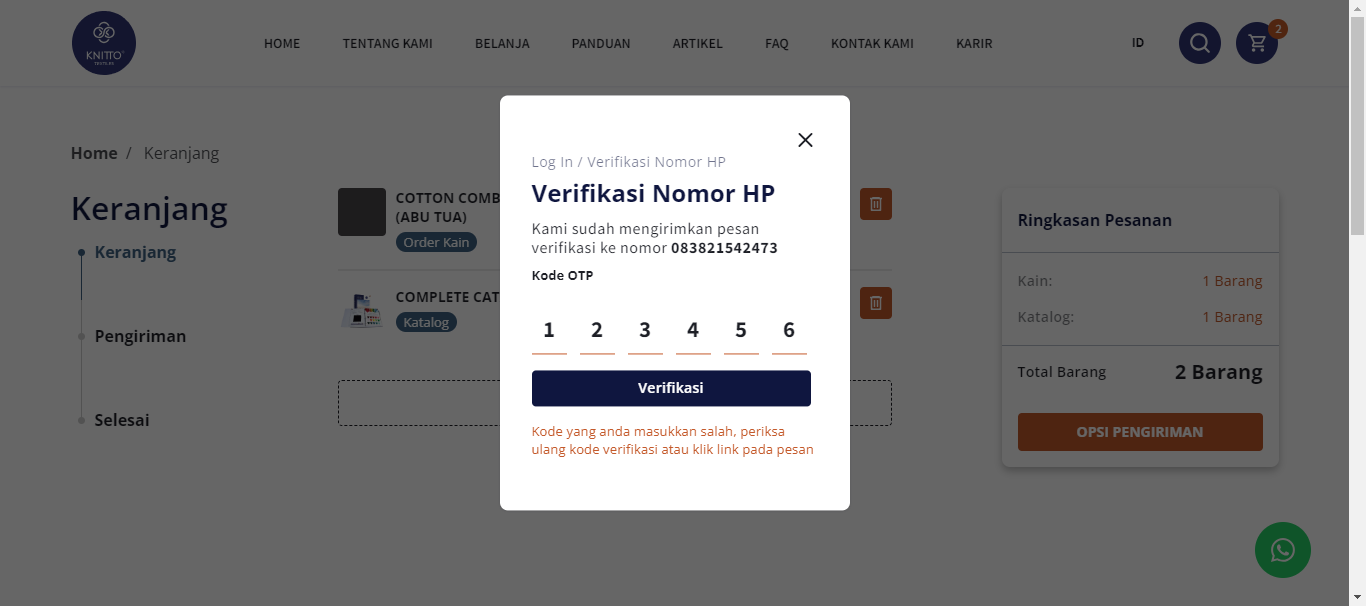 KNITTO
TEXTILES
HOME TENTANG KAMI BELANJA PANDUAN ARTIKEL FAQ KONTAK KAMI KARIR ID 2
Home / Keranjang
Keranjang
Keranjang
Pengiriman
Selesai
COTTON COMB
(ABU TUA)
Order Kain
COMPLETE CAT
Katalog
Log In / Verifikasi Nomor HP
Verifikasi Nomor HP
Kami sudah mengirimkan pesan
verifikasi ke nomor 083821542473
Kode OTP
1 2 3 4 5 6
Verifikasi
Kode yang anda masukkan salah, periksa
ulang kode verifikasi atau klik link pada pesan
Ringkasan Pesanan
Kain: 1 Barang
Katalog: 1 Barang
Total Barang 2 Barang
OPSI PENGIRIMAN